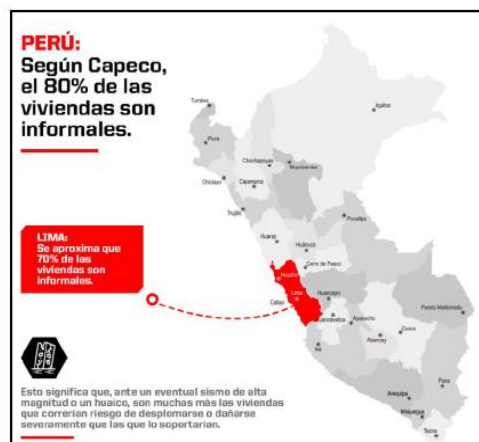 PERÚ:
Según Capeco,
el 80% de las
viviendas son
informales.
Tumbes
Iquitos
Piura
Chachapoyas
Moyobamba
Chiclayo
Cajamarca
Trujillo
Pucallpa
Huaraz
Huánuco
Cerro de Pasco
LIMA:
Se aproxima que
70% de las
viviendas son
informales.
Huacho
Lima
Callao
Huancayo
Puerto Maldonado
Huancavelica
Ayacucho
Cusco
Abancay
Ica
Puno
Arequipa
Moquegua
Tacna
Esto significa que, ante un eventual sismo de alta
magnitud o un huaico, son muchas más las viviendas
que correrían riesgo de desplomarse o dañarse
severamente que las que lo soportarían.